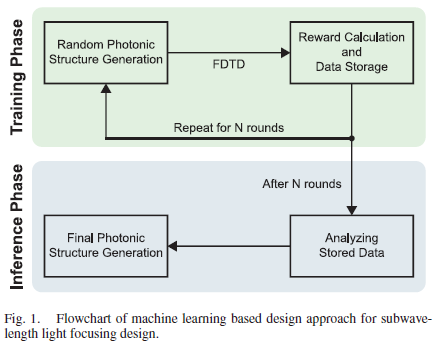 Training Phase
Random Photonic
Structure Generation
FDTD
Reward Calculation
and
Data Storage
Repeat for N rounds
Inference Phase
After N rounds
Final Photonic
Structure Generation
Analyzing
Stored Data
Fig. 1. Flowchart of machine learning based design approach for subwave-
length light focusing design.